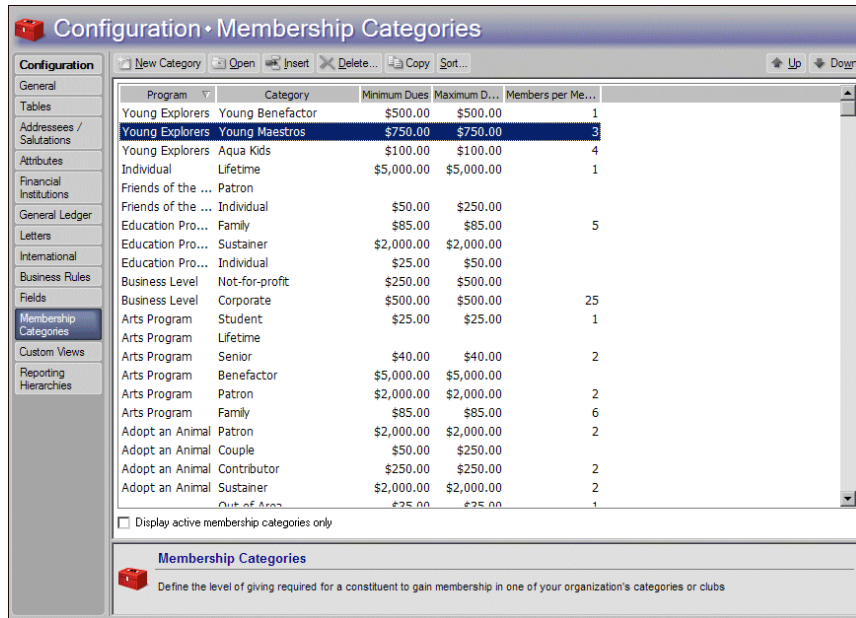 Configuration • Membership Categories
Configuration
General
Tables
Addressees /
Salutations
Attributes
Financial
Institutions
General Ledger
Letters
International
Business Rules
Fields
Membership
Categories
Custom Views
Reporting
Hierarchies
New Category Open Insert Delete... Copy Sort... Up Down
Program Category Minimum Dues Maximum D... Members per Me...
Young Explorers Young Benefactor $500.00 $500.00 1
Young Explorers Young Maestros $750.00 $750.00 3
Young Explorers Aqua Kids $100.00 $100.00 4
Individual Lifetime $5,000.00 $5,000.00 1
Friends of the ... Patron
Friends of the ... Individual $50.00 $250.00
Education Pro... Family $85.00 $85.00 5
Education Pro... Sustainer $2,000.00 $2,000.00
Education Pro... Individual $25.00 $50.00
Business Level Not-for-profit $250.00 $500.00
Business Level Corporate $500.00 $500.00 25
Arts Program Student $25.00 $25.00 1
Arts Program Lifetime
Arts Program Senior $40.00 $40.00 2
Arts Program Benefactor $5,000.00 $5,000.00
Arts Program Patron $2,000.00 $2,000.00 2
Arts Program Family $85.00 $85.00 6
Adopt an Animal Patron $2,000.00 $2,000.00 2
Adopt an Animal Couple $50.00 $250.00
Adopt an Animal Contributor $250.00 $250.00 2
Adopt an Animal Sustainer $2,000.00 $2,000.00 2
Out of Area $25.00 $25.00 1
Display active membership categories only
Membership Categories
Define the level of giving required for a constituent to gain membership in one of your organization's categories or clubs